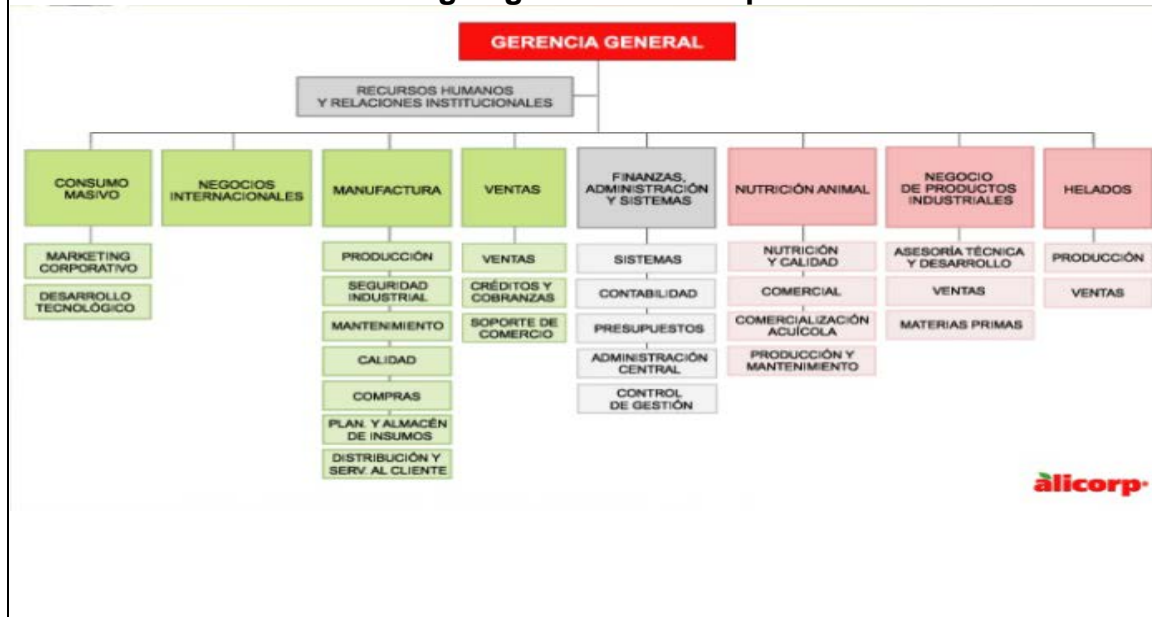 GERENCIA GENERAL
RECURSOS HUMANOS
Y RELACIONES INSTITUCIONALES
CONSUMO
MASIVO
MARKETING
CORPORATIVO
DESARROLLO
TECNOLÓGICO
NEGOCIOS
INTERNACIONALES
MANUFACTURA
PRODUCCIÓN
SEGURIDAD
INDUSTRIAL
MANTENIMIENTO
CALIDAD
COMPRAS
PLAN. Y ALMACÉN
DE INSUMOS
DISTRIBUCIÓN Y
SERV. AL CLIENTE
VENTAS
VENTAS
CRÉDITOS Y
COBRANZAS
SOPORTE DE
COMERCIO
FINANZAS,
ADMINISTRACIÓN
Y SISTEMAS
SISTEMAS
CONTABILIDAD
PRESUPUESTOS
ADMINISTRACIÓN
CENTRAL
CONTROL
DE GESTIÓN
NUTRICIÓN ANIMAL
NUTRICIÓN
Y CALIDAD
COMERCIAL
COMERCIALIZACIÓN
ACUÍCOLA
PRODUCCIÓN Y
MANTENIMIENTO
NEGOCIO
DE PRODUCTOS
INDUSTRIALES
ASESORÍA TÉCNICA
Y DESARROLLO
VENTAS
MATERIAS PRIMAS
HELADOS
PRODUCCIÓN
VENTAS
alicorp